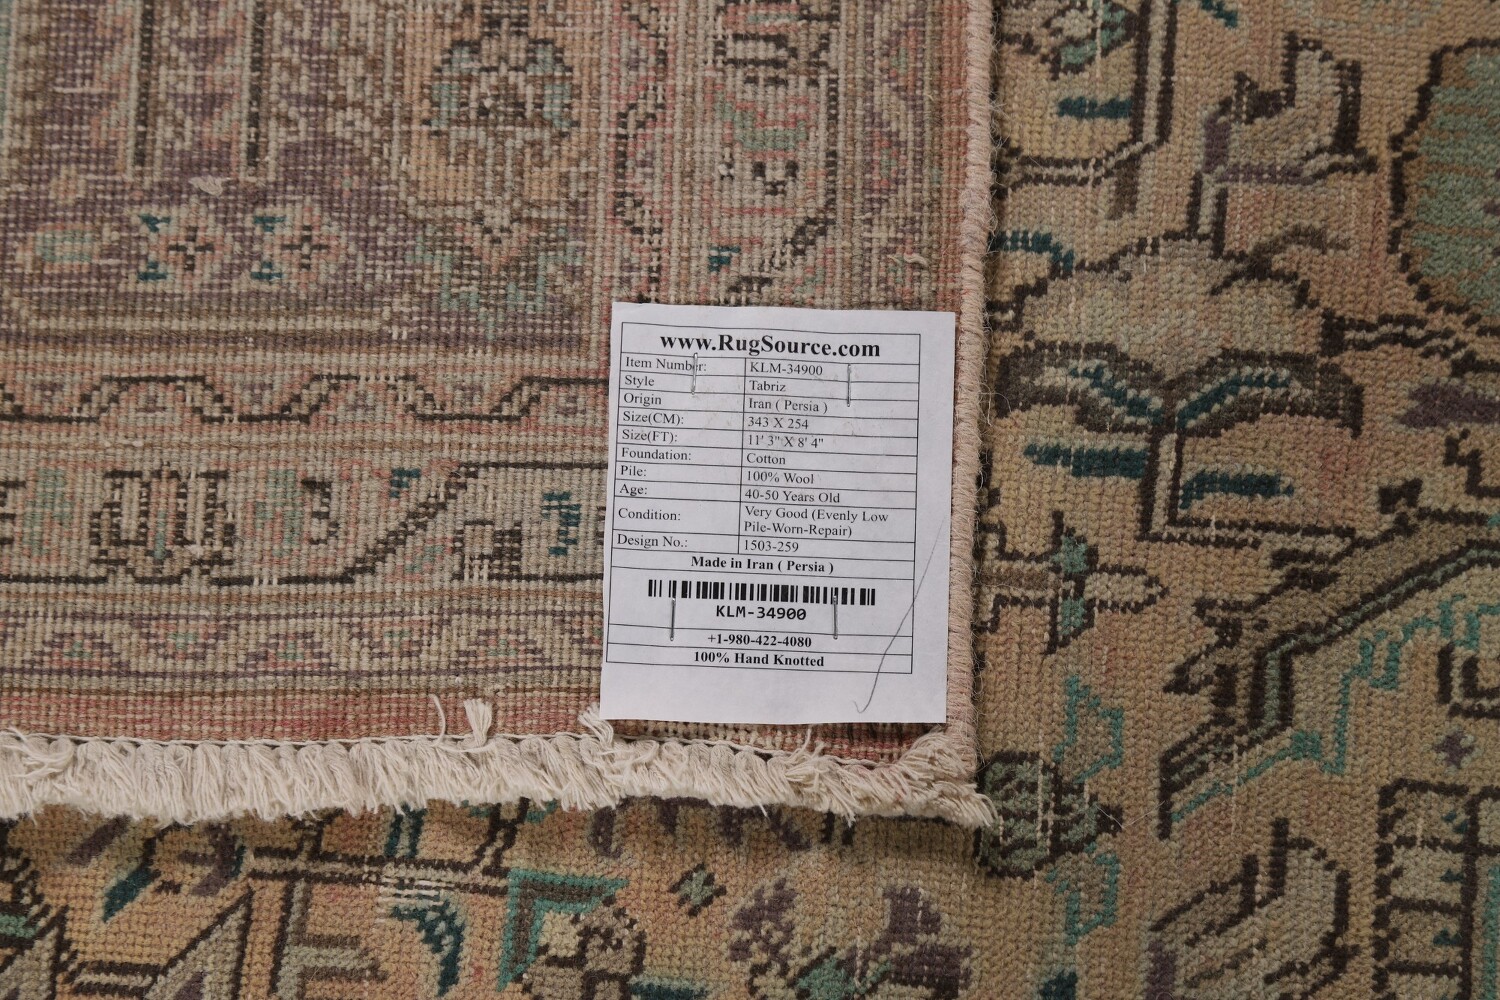 www.RugSource.com
Item Number: KLM-34900
Style Tabriz
Origin Iran ( Persia )
Size(CM): 343 X 254
Size(FT): 11' 3" X 8' 4"
Foundation: Cotton
Pile: 100% Wool
Age: 40-50 Years Old
Condition: Very Good (Evenly Low
Pile-Worn-Repair)
Design No.: 1503-259
Made in Iran ( Persia )
KLM-34900
+1-980-422-4080
100% Hand Knotted